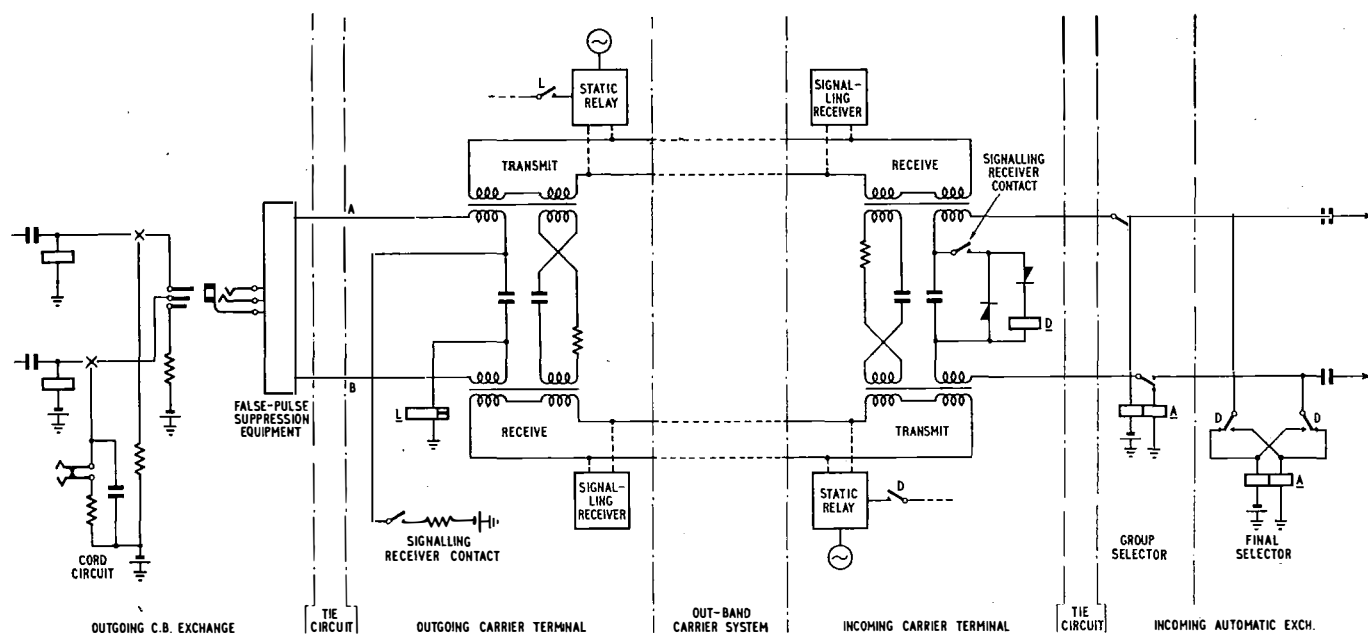 L
STATIC
RELAY
SIGNAL-
LING
RECEIVER
TRANSMIT
RECEIVE
SIGNALLING
RECEIVER
CONTACT
A
B
FALSE-PULSE
SUPPRESSION
EQUIPMENT
L
RECEIVE
SIGNAL-
LING
RECEIVER
SIGNALLING
RECEIVER CONTACT
CORD
CIRCUIT
D
TRANSMIT
STATIC
RELAY
D
A
D
D
A
GROUP
SELECTOR
FINAL
SELECTOR
OUTGOING C.B. EXCHANGE
TIE
CIRCUIT
OUTGOING CARRIER TERMINAL
OUT-BAND
CARRIER SYSTEM
INCOMING CARRIER TERMINAL
TIE
CIRCUIT
INCOMING AUTOMATIC EXCH.